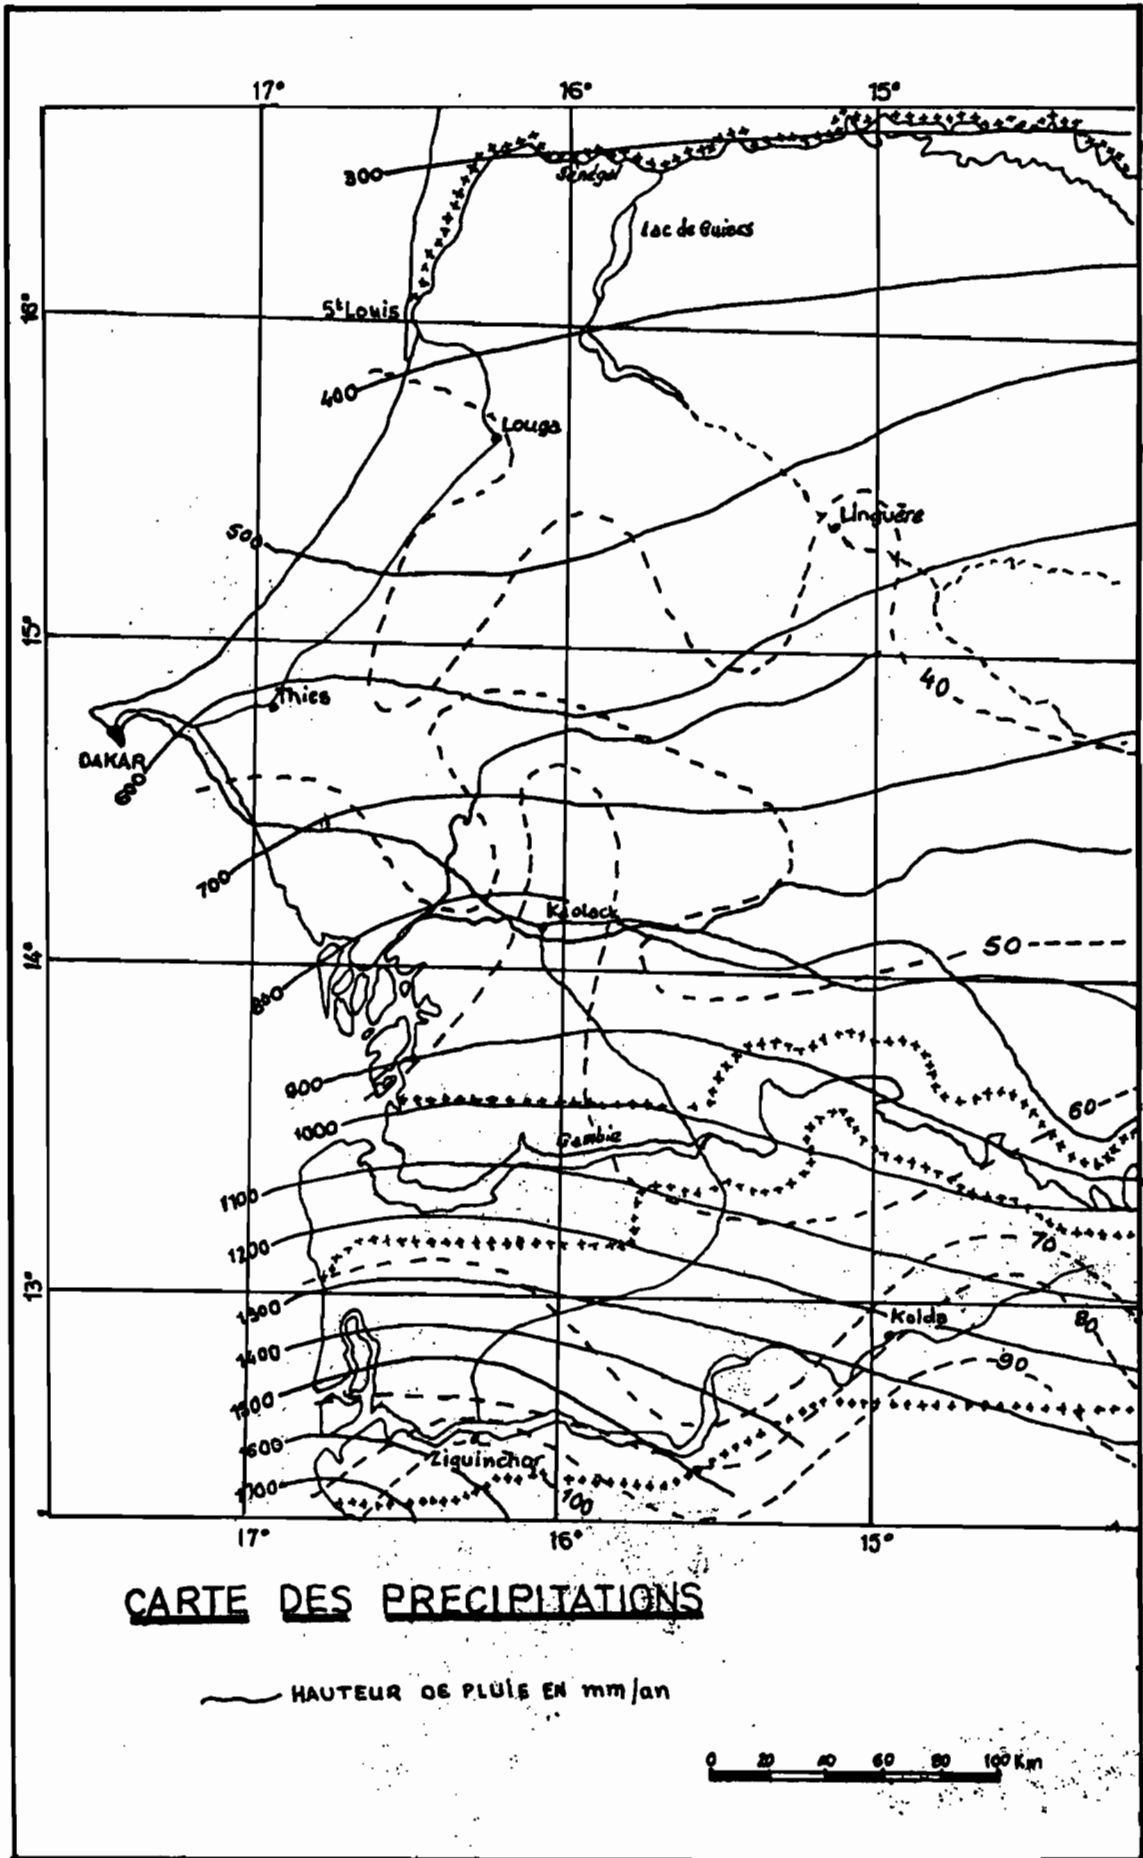 17° 16° 15°
300
Sénégal
Lac de Guiers
16°
St Louis
400
Louga
500
Linguère
15°
40
Thies
DAKAR
600
700
Kaolack
50
14°
800
900
60
1000
Gambie
1100
1200
70
13°
1300
Kolda
80
1400
90
1500
1600
Ziguinchor
1700
100
17° 16° 15°
CARTE DES PRECIPITATIONS
HAUTEUR DE PLUIE EN mm/an
0 20 40 60 80 100 Km